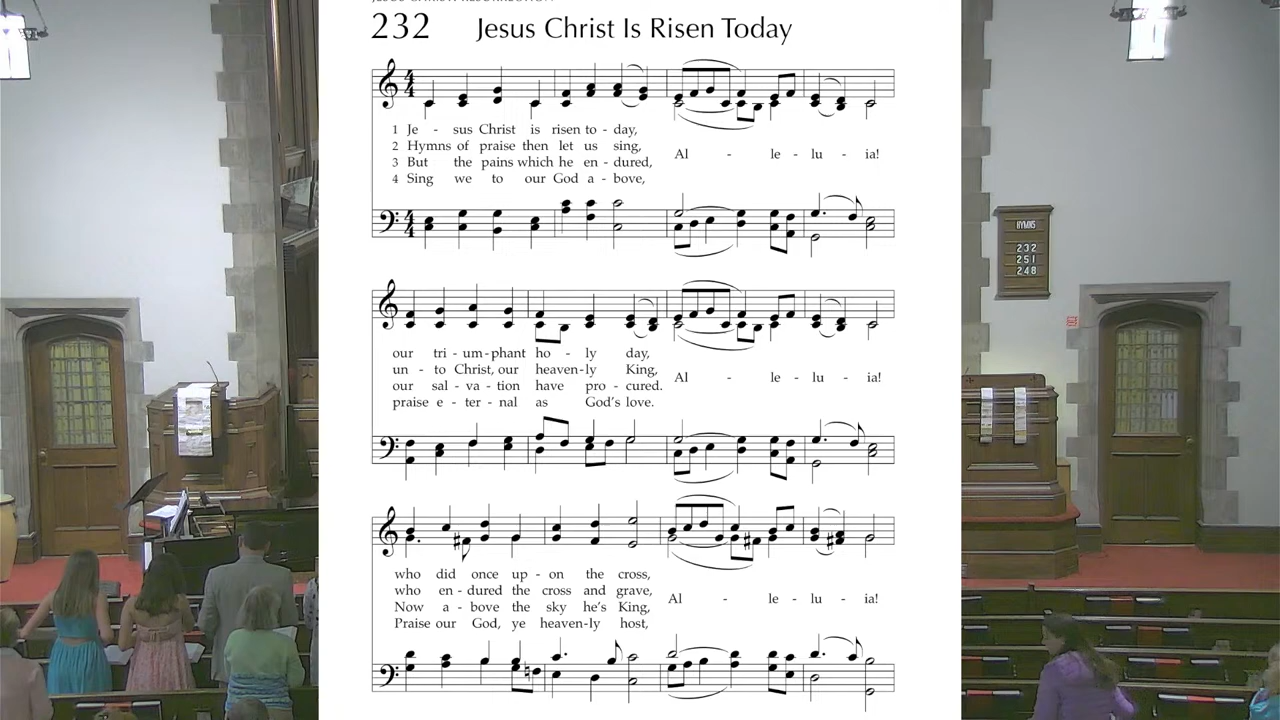 232 Jesus Christ Is Risen Today
1 Je - sus Christ is risen to - day,
2 Hymns of praise then let us sing,
3 But the pains which he en - dured,
4 Sing we to our God a - bove,
Al - le - lu - ia!
our tri - um - phant ho - ly day,
un - to Christ, our heaven - ly King,
our sal - va - tion have pro - cured.
praise e - ter - nal as God's love.
Al - le - lu - ia!
who did once up - on the cross,
who en - dured the cross and grave,
Now a - bove the sky he's King,
Praise our God, ye heaven - ly host,
Al - le - lu - ia!
HYMNS
232
251
248